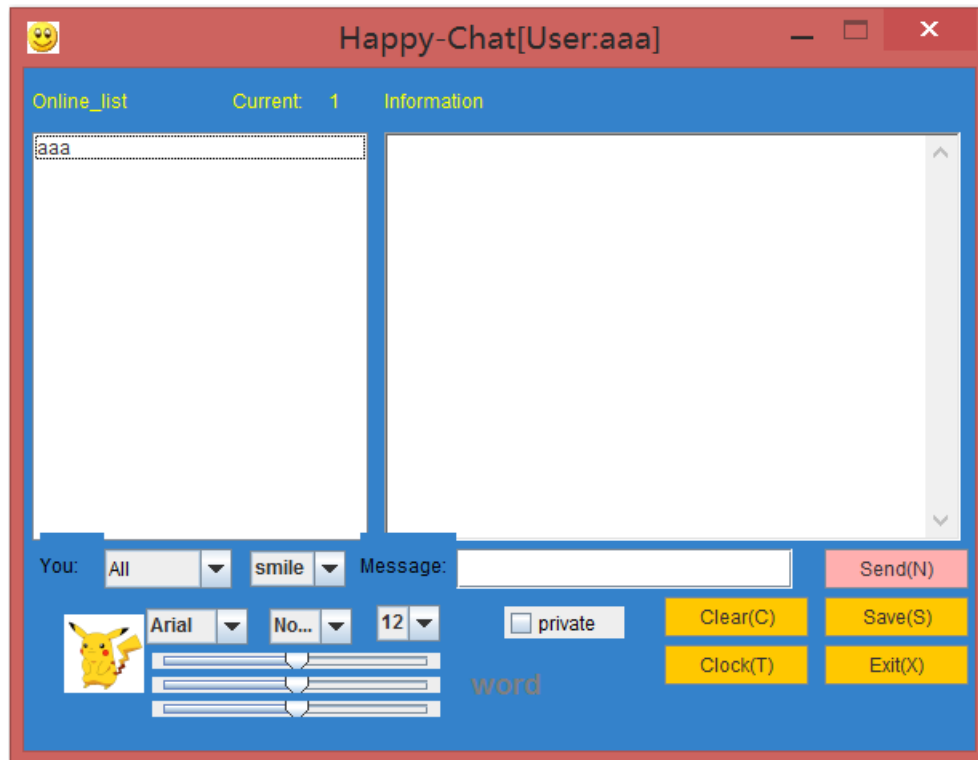 Happy-Chat[User:aaa]
Online_list Current: 1 Information
aaa
You: All smile Message: Send(N)
Arial No... 12 private Clear(C) Save(S)
Clock(T) Exit(X)
word